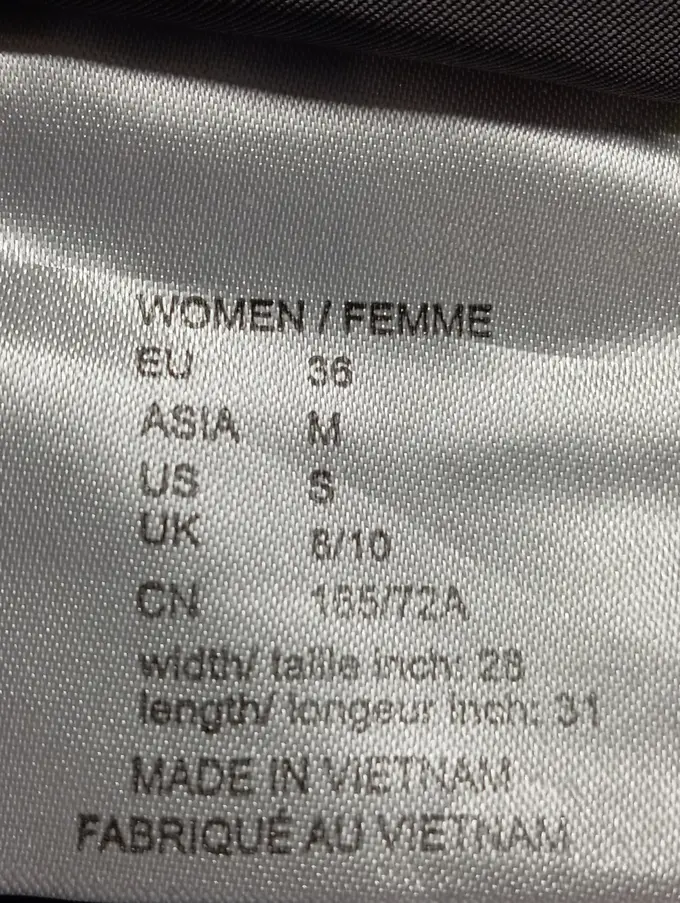 WOMEN / FEMME
EU 36
ASIA M
US S
UK 8/10
CN 165/72A
width/ taille inch: 28
length/ longeur inch: 31
MADE IN VIETNAM
FABRIQUÉ AU VIETNAM